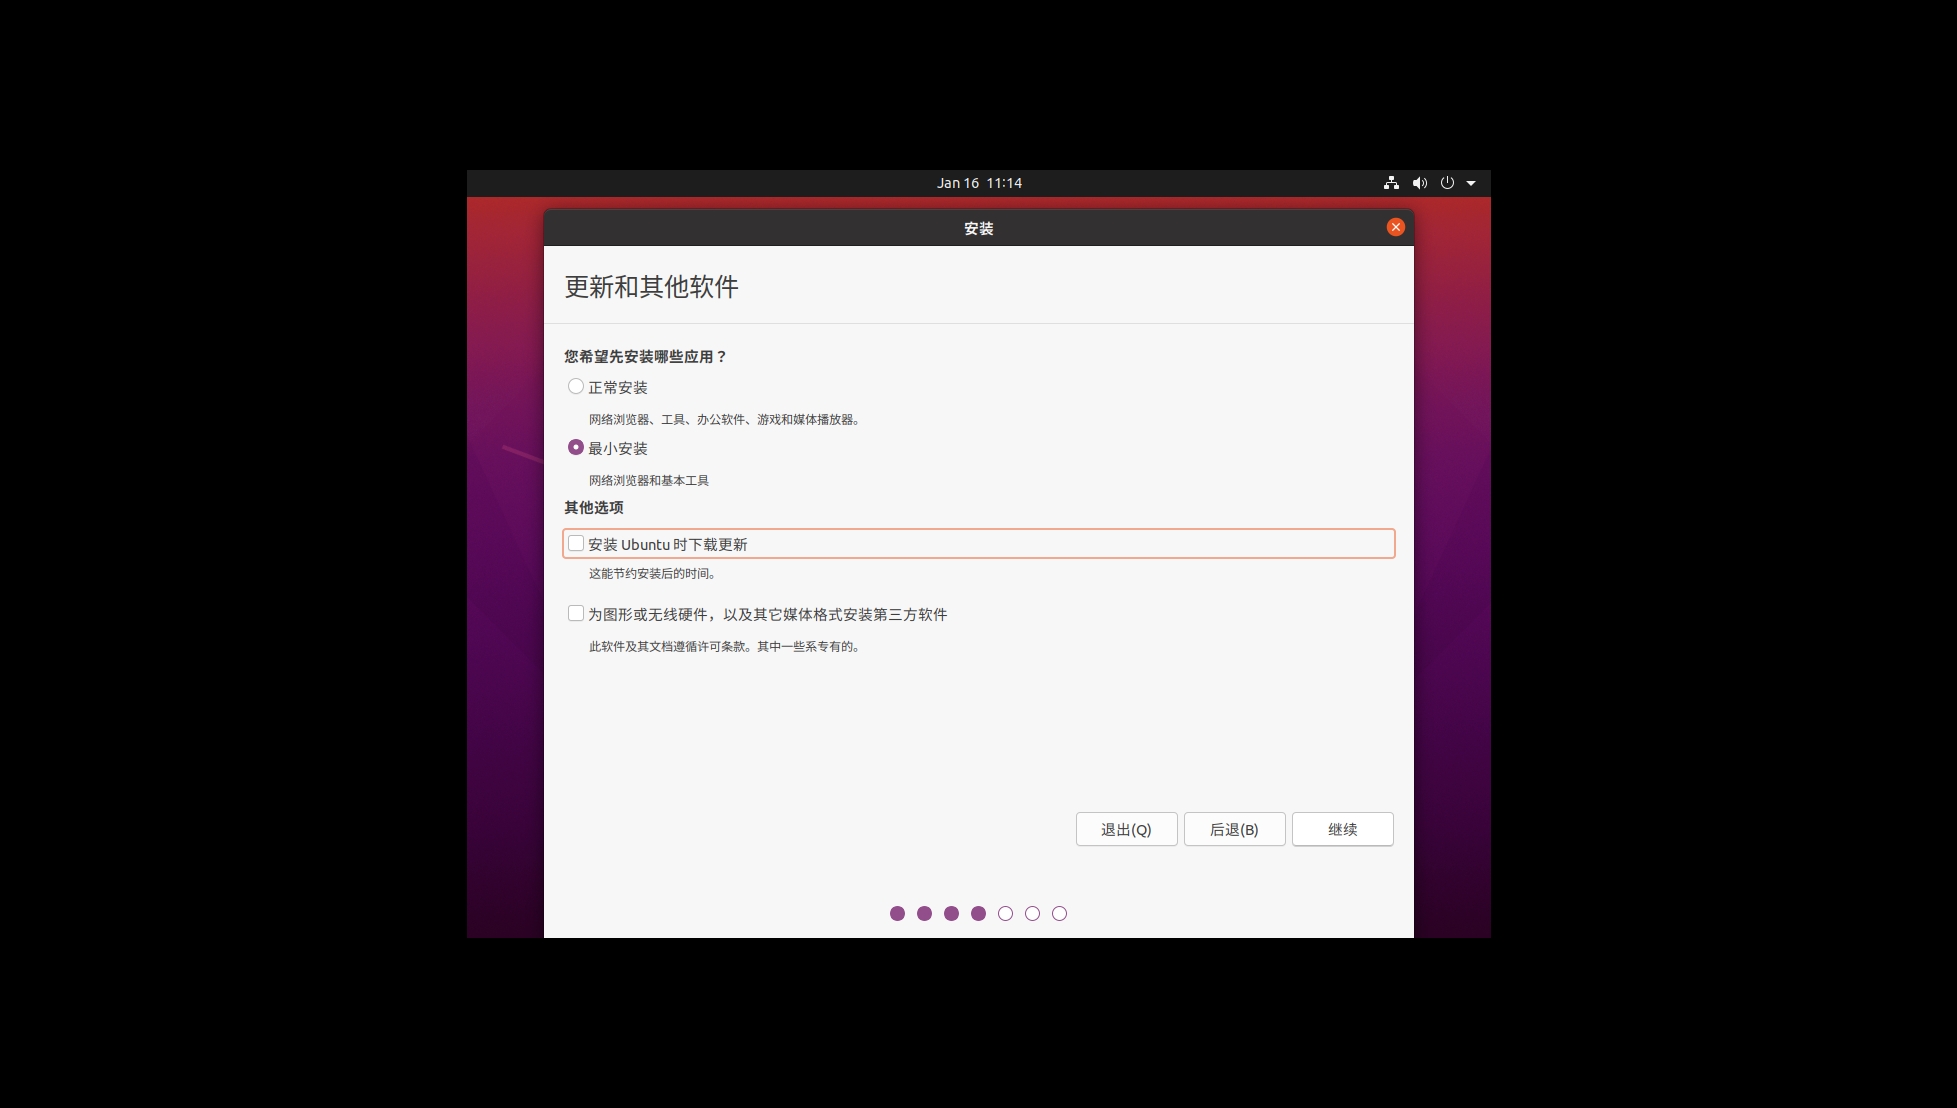 Jan 16 11:14
安装
更新和其他软件
您希望先安装哪些应用？
正常安装
网络浏览器、工具、办公软件、游戏和媒体播放器。
最小安装
网络浏览器和基本工具
其他选项
安装 Ubuntu 时下载更新
这能节约安装后的时间。
为图形或无线硬件，以及其它媒体格式安装第三方软件
此软件及其文档遵循许可条款。其中一些系专有的。
退出(Q) 后退(B) 继续